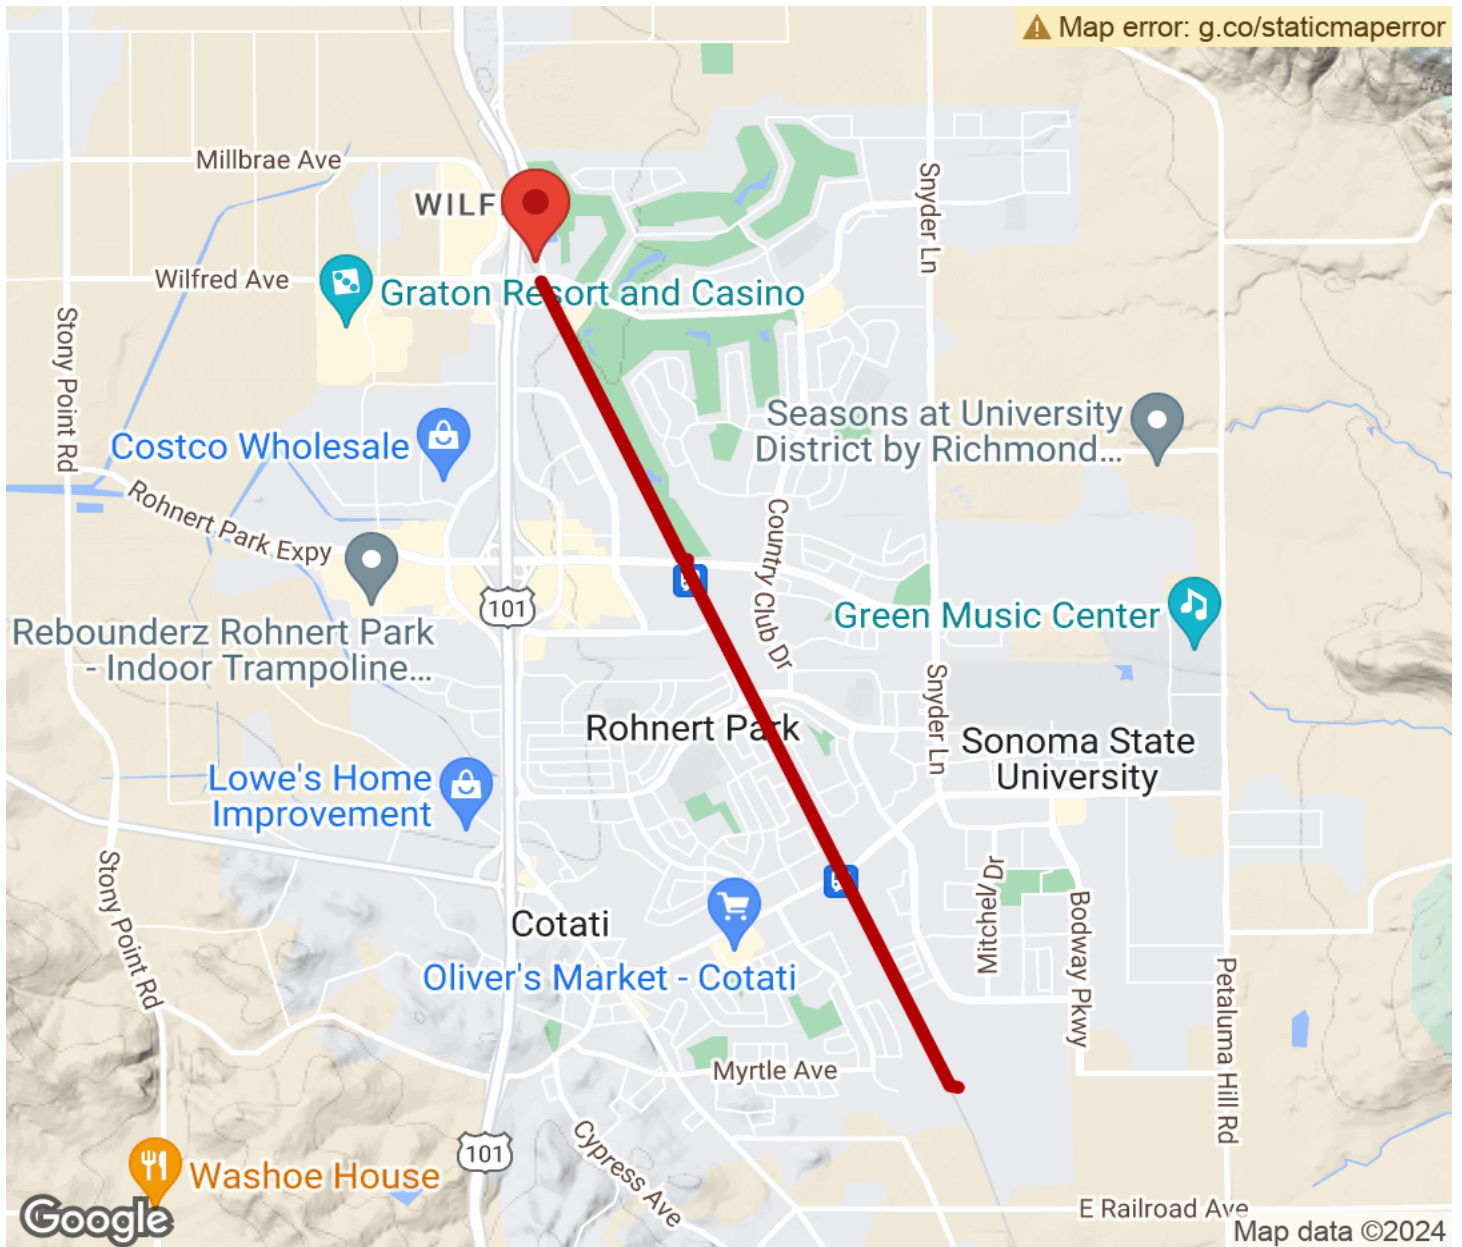 Map error: g.co/staticmaperror
Millbrae Ave
WILF
Snyder Ln
Wilfred Ave
Graton Resort and Casino
Stony Point Rd
Seasons at University
District by Richmond...
Costco Wholesale
Rohnert Park Expy
Country Club Dr
101
Green Music Center
Rebounderz Rohnert Park
- Indoor Trampoline...
Snyder Ln
Rohnert Park
Sonoma State
University
Lowe's Home
Improvement
Stony Point Rd
Mitchell Dr
Bodway Pkwy
Cotati
Oliver's Market - Cotati
Petaluma Hill Rd
Myrtle Ave
101
Cypress Ave
Washoe House
E Railroad Ave
Google
Map data ©2024